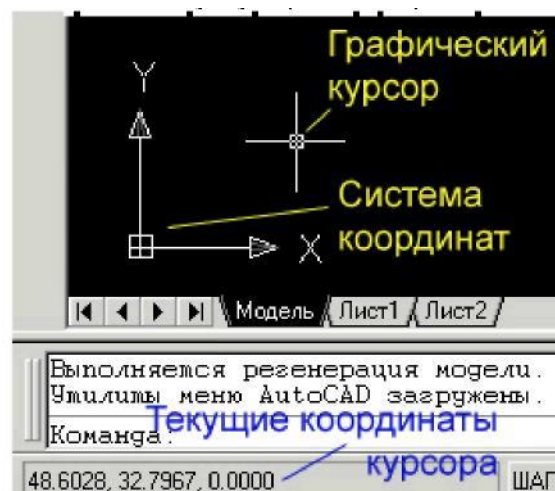 Графический
курсор
Y
Система
координат
X
Модель Лист1 Лист2
Выполняется регенерация модели.
Утилиты меню AutoCAD загружены.
Текущие координаты
Команда:
курсора
48.6028, 32.7967, 0.0000
ШАГ